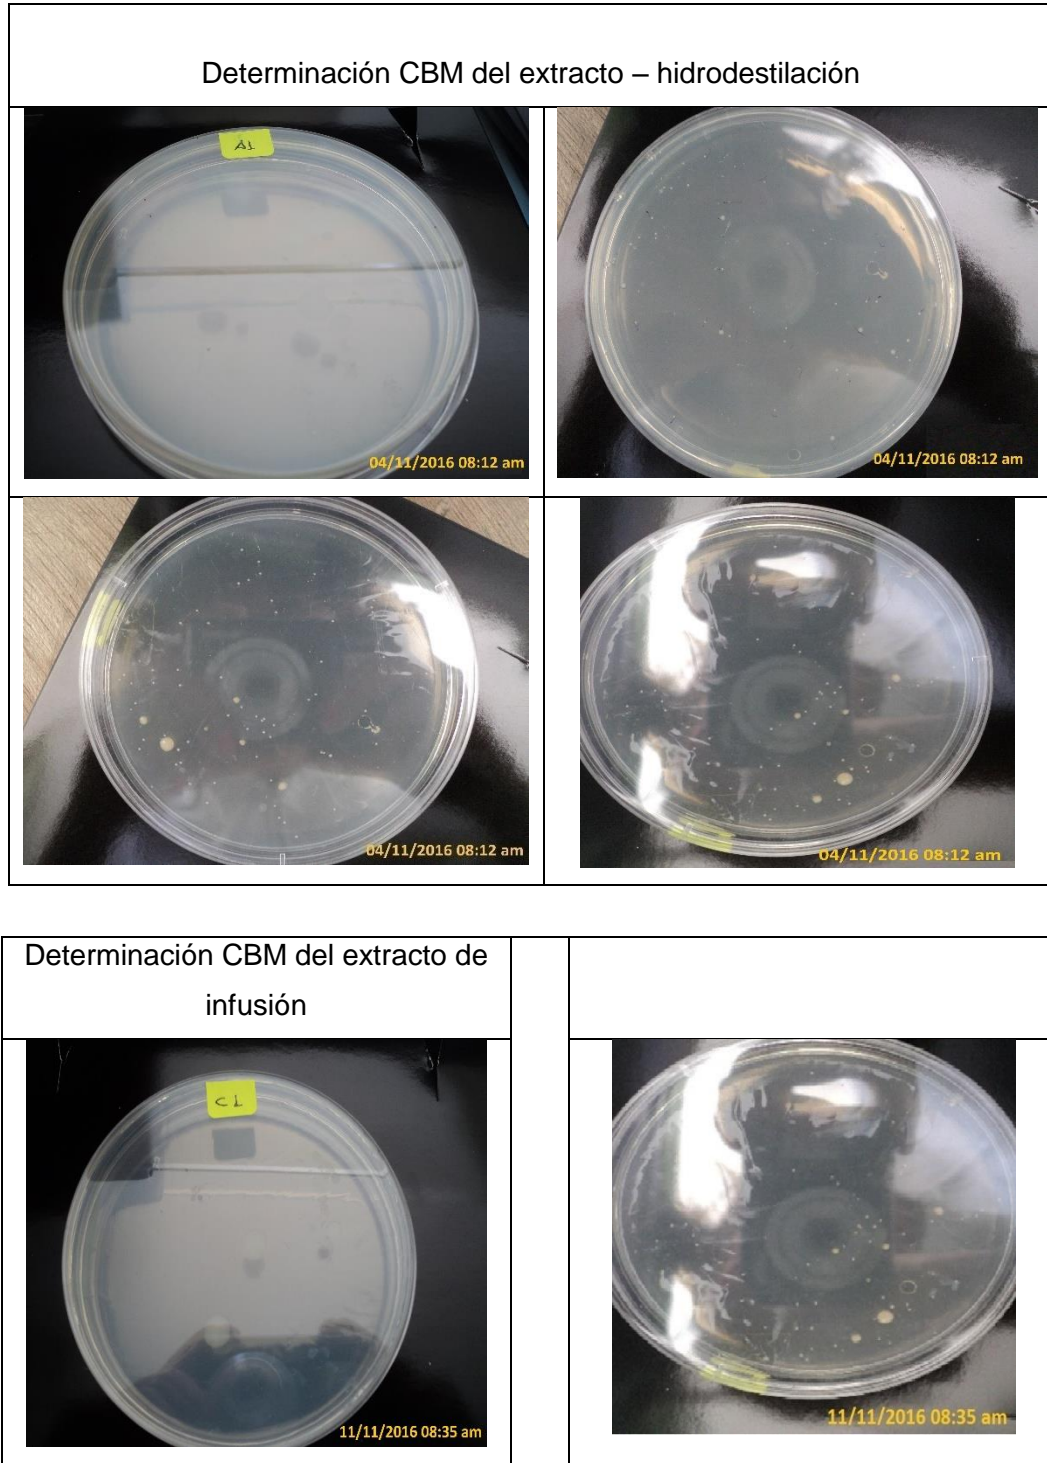 Determinación CBM del extracto – hidrodestilación
A1
04/11/2016 08:12 am
04/11/2016 08:12 am
04/11/2016 08:12 am
04/11/2016 08:12 am
Determinación CBM del extracto de
infusión
C1
11/11/2016 08:35 am
11/11/2016 08:35 am